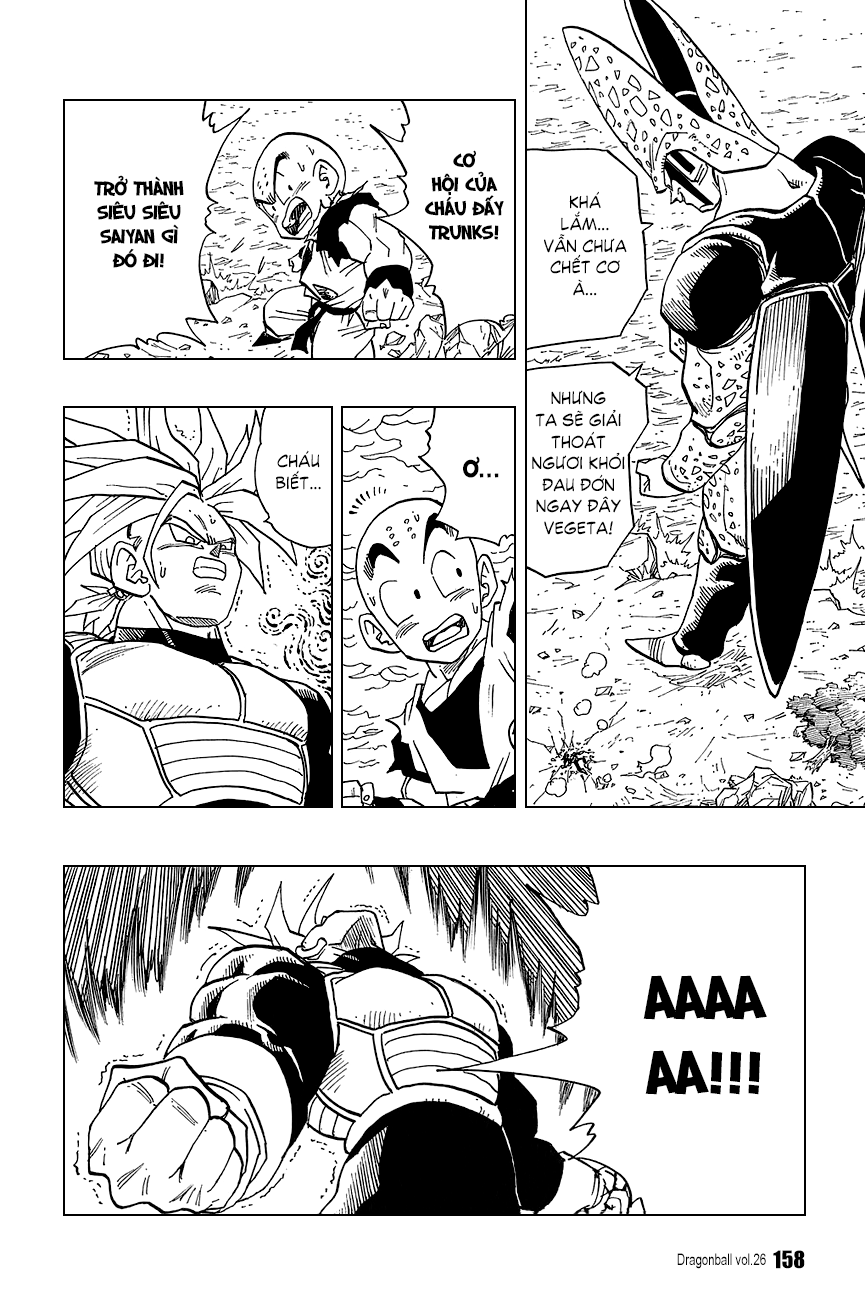 KHÁ
LẮM...
VẪN CHƯA
CHẾT CƠ
À...
NHƯNG
TA SẼ GIẢI
THOÁT
NGƯƠI KHỎI
ĐAU ĐỚN
NGAY ĐÂY
VEGETA!
CƠ
HỘI CỦA
CHÁU ĐẤY
TRUNKS!
TRỞ THÀNH
SIÊU SIÊU
SAIYAN GÌ
ĐÓ ĐI!
Ơ...
CHÁU
BIẾT...
AAAA
AA!!!
Dragonball vol.26 158